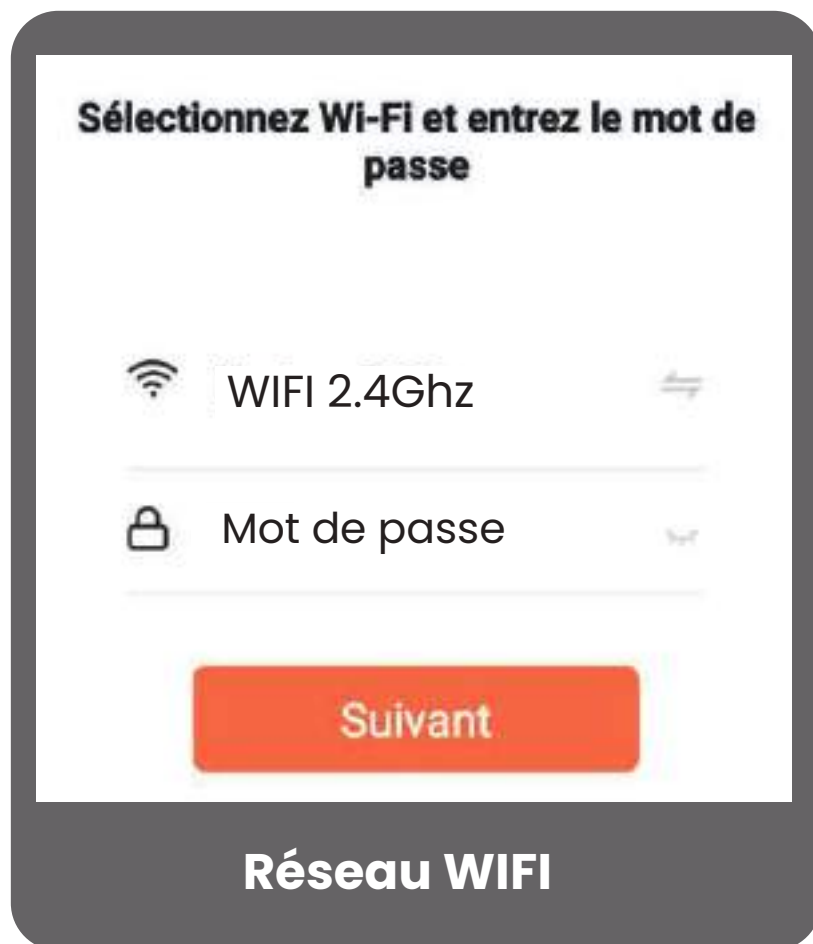 Sélectionnez Wi-Fi et entrez le mot de
passe
WIFI 2.4Ghz
Mot de passe
Suivant
Réseau WIFI